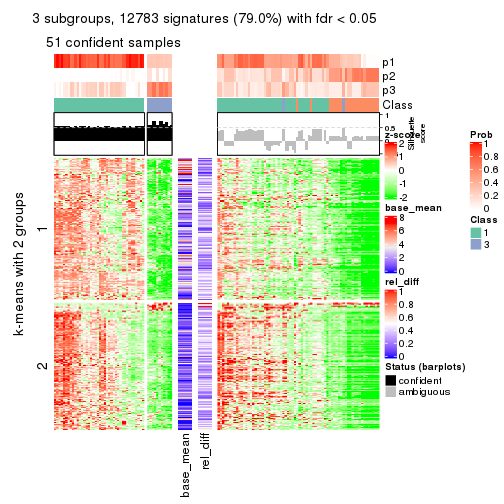 3 subgroups, 12783 signatures (79.0%) with fdr < 0.05
51 confident samples
p1
p2
p3
Class
1
0.5
0
Silhouette
score
k-means with 2 groups
1
2
base_mean
rel_diff
z-score
2
1
0
-1
-2
base_mean
8
6
4
2
0
rel_diff
1
0.8
0.6
0.4
0.2
0
Status (barplots)
confident
ambiguous
Prob
1
0.8
0.6
0.4
0.2
0
Class
1
3